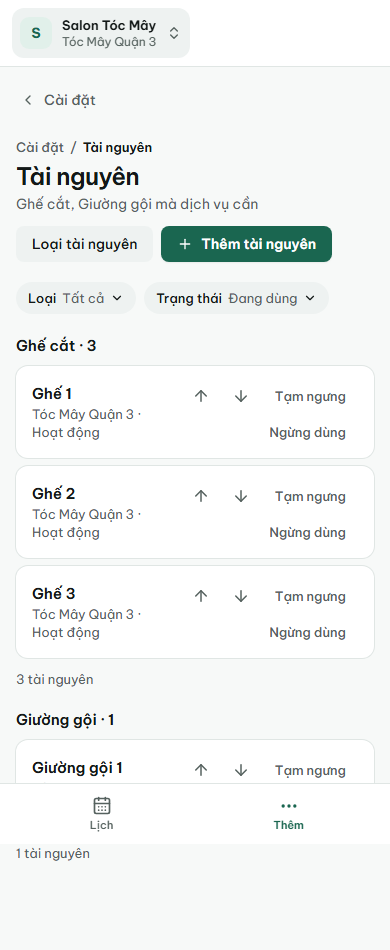 S
Salon Tóc Mây
Tóc Mây Quận 3
Cài đặt
Cài đặt / Tài nguyên
Tài nguyên
Ghế cắt, Giường gội mà dịch vụ cần
Loại tài nguyên
Thêm tài nguyên
Loại Tất cả
Trạng thái Đang dùng
Ghế cắt · 3
Ghế 1
Tóc Mây Quận 3 ·
Hoạt động
Tạm ngưng
Ngừng dùng
Ghế 2
Tóc Mây Quận 3 ·
Hoạt động
Tạm ngưng
Ngừng dùng
Ghế 3
Tóc Mây Quận 3 ·
Hoạt động
Tạm ngưng
Ngừng dùng
3 tài nguyên
Giường gội · 1
Giường gội 1
Tạm ngưng
Lịch
Thêm
1 tài nguyên